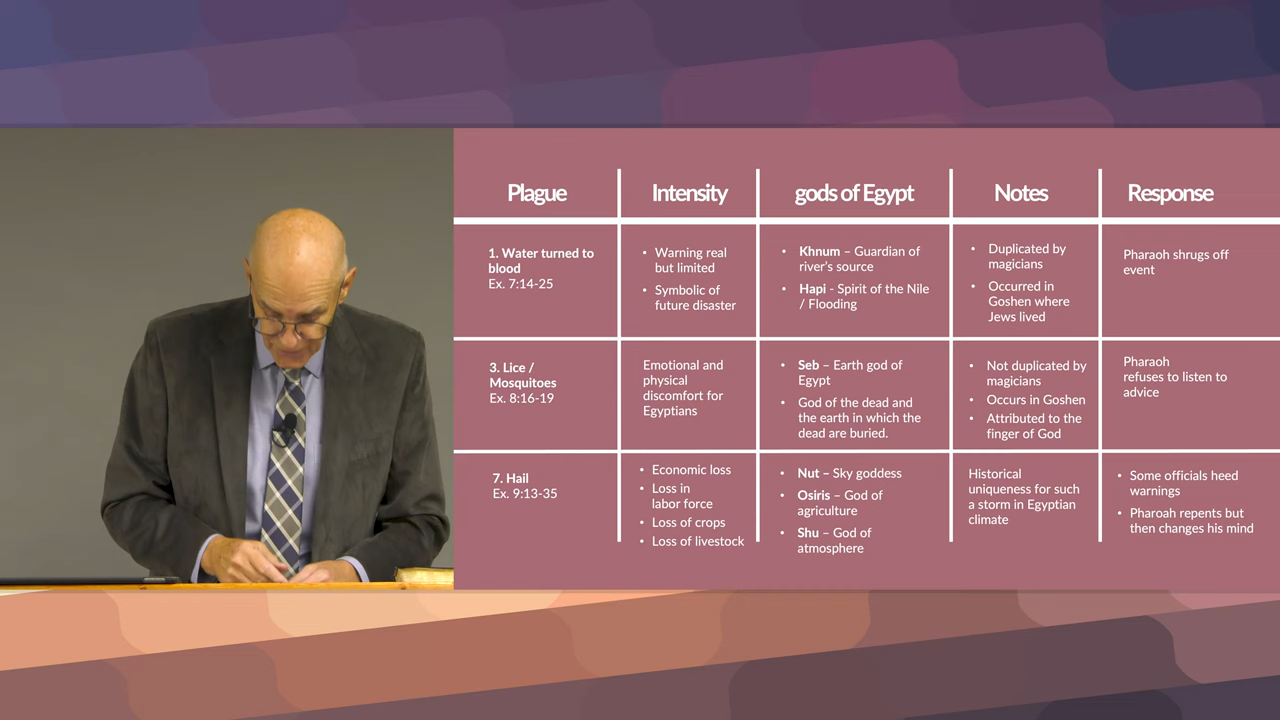 Plague
Intensity
gods of Egypt
Notes
Response
1. Water turned to
blood
Ex. 7:14-25
• Warning real
but limited
• Symbolic of
future disaster
• Khnum – Guardian of
river's source
• Hapi - Spirit of the Nile
/ Flooding
• Duplicated by
magicians
• Occurred in
Goshen where
Jews lived
Pharaoh shrugs off
event
3. Lice /
Mosquitoes
Ex. 8:16-19
Emotional and
physical
discomfort for
Egyptians
• Seb – Earth god of
Egypt
• God of the dead and
the earth in which the
dead are buried.
• Not duplicated by
magicians
• Occurs in Goshen
• Attributed to the
finger of God
Pharaoh
refuses to listen to
advice
7. Hail
Ex. 9:13-35
• Economic loss
• Loss in
labor force
• Loss of crops
• Loss of livestock
• Nut – Sky goddess
• Osiris – God of
agriculture
• Shu – God of
atmosphere
Historical
uniqueness for such
a storm in Egyptian
climate
• Some officials heed
warnings
• Pharoah repents but
then changes his mind